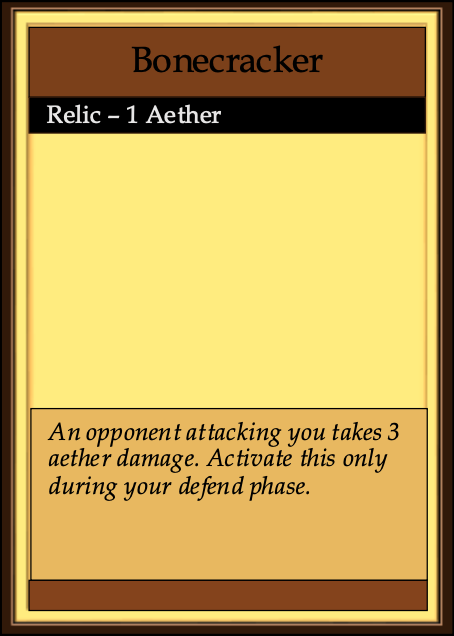 Bonecracker
Relic – 1 Aether
An opponent attacking you takes 3
aether damage. Activate this only
during your defend phase.